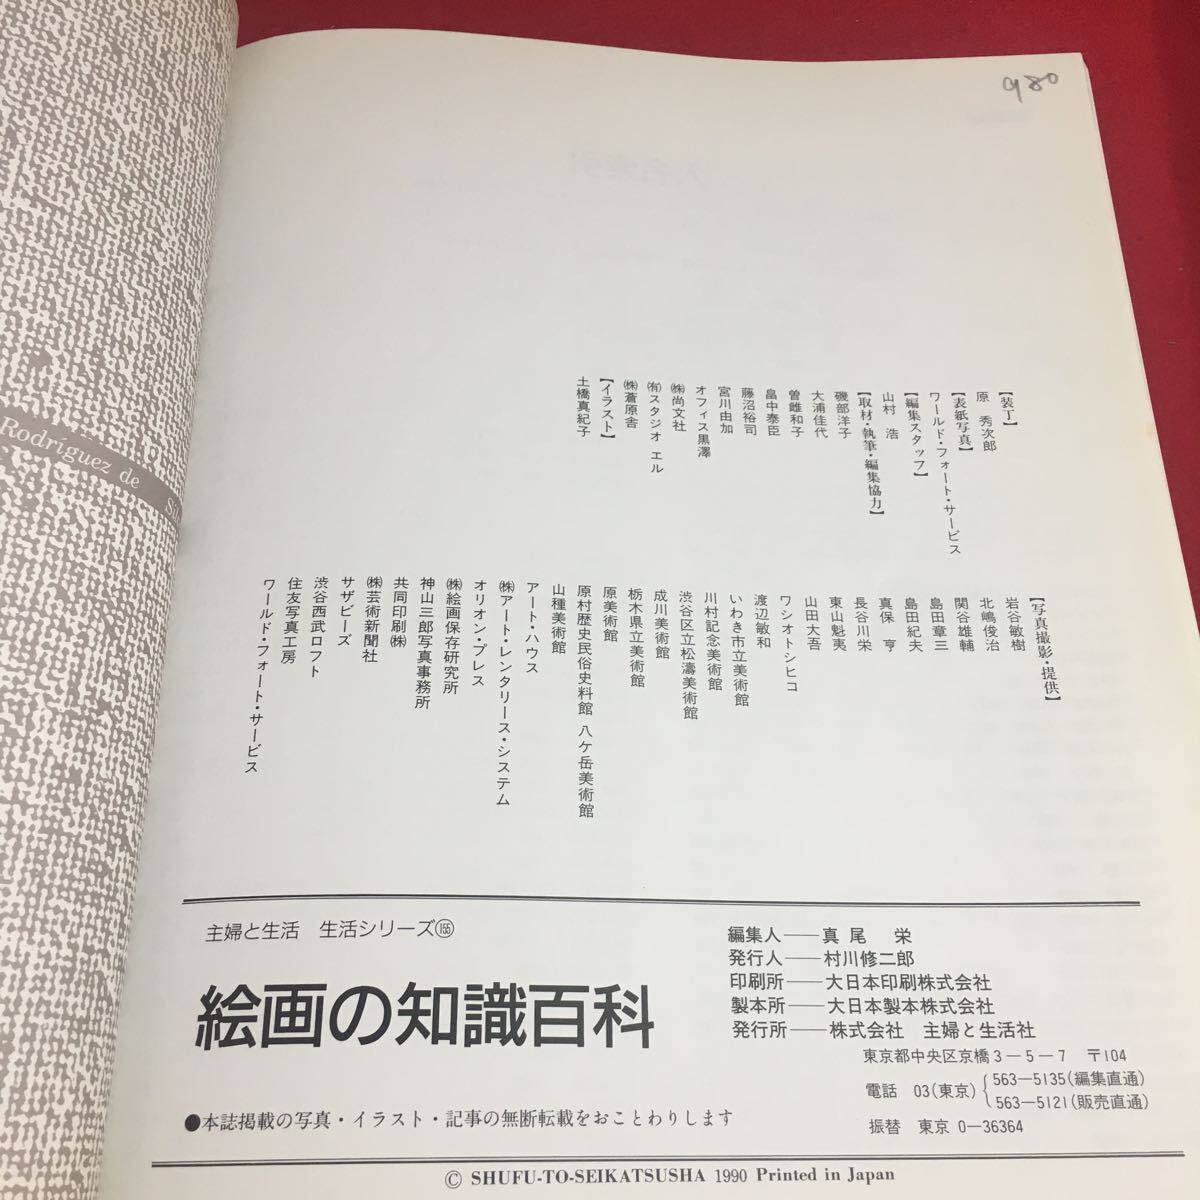 980
Rodríguez de
【装丁】
原　秀次郎
【表紙写真】
ワールド・フォート・サービス
【編集スタッフ】
山村　浩
【取材・執筆・編集協力】
磯部洋子
大浦佳代
曽雌和子
畠中泰臣
藤沼裕司
宮川由加
オフィス黒澤
㈱尚文社
㈲スタジオ エル
㈱蒼原舎
【イラスト】
土橋真紀子
【写真撮影・提供】
岩谷敏樹
北嶋俊治
関谷雄輔
島田章三
島田紀夫
真保　亨
長谷川栄
東山魁夷
山田大吾
ワシオトシヒコ
渡辺敏和
いわき市立美術館
川村記念美術館
渋谷区立松濤美術館
成川美術館
栃木県立美術館
原美術館
原村歴史民俗史料館 八ケ岳美術館
山種美術館
アート・ハウス
㈱アート・レンタリース・システム
オリオン・プレス
㈱絵画保存研究所
神山三郎写真事務所
共同印刷㈱
㈱芸術新聞社
サザビーズ
渋谷西武ロフト
住友写真工房
ワールド・フォート・サービス
主婦と生活　生活シリーズ(155)
絵画の知識百科
●本誌掲載の写真・イラスト・記事の無断転載をおことわりします
編集人――真尾　栄
発行人――村川修二郎
印刷所――大日本印刷株式会社
製本所――大日本製本株式会社
発行所――株式会社　主婦と生活社
東京都中央区京橋3－5－7　〒104
電話　03(東京){563―5135(編集直通)
563―5121(販売直通)
振替　東京 0―36364
© SHUFU-TO-SEIKATSUSHA 1990 Printed in Japan